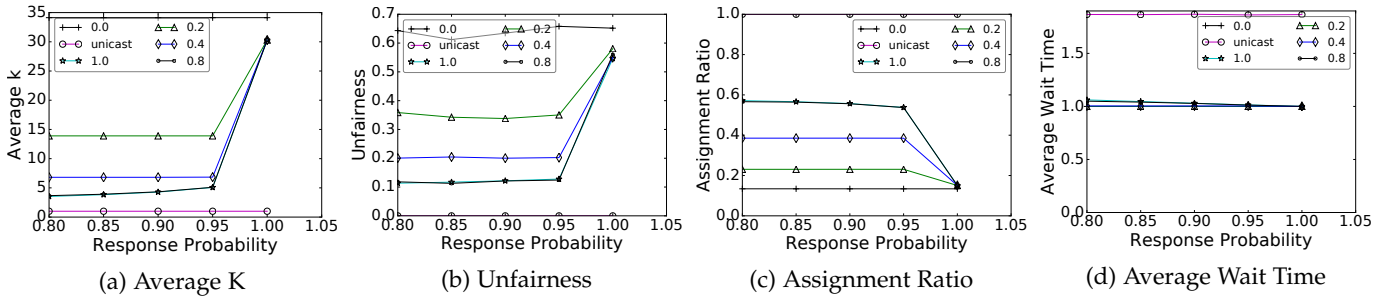 35
30
25
20
15
10
5
0
0.80 0.85 0.90 0.95 1.00 1.05
Average k
Response Probability
0.0 0.2
unicast 0.4
1.0 0.8
(a) Average K
0.7
0.6
0.5
0.4
0.3
0.2
0.1
0.0
0.80 0.85 0.90 0.95 1.00 1.05
Unfairness
Response Probability
0.0 0.2
unicast 0.4
1.0 0.8
(b) Unfairness
1.0
0.8
0.6
0.4
0.2
0.0
0.80 0.85 0.90 0.95 1.00 1.05
Assignment Ratio
Response Probability
0.0 0.2
unicast 0.4
1.0 0.8
(c) Assignment Ratio
1.5
1.0
0.5
0.0
0.80 0.85 0.90 0.95 1.00 1.05
Average Wait Time
Response Probability
0.0 0.2
unicast 0.4
1.0 0.8
(d) Average Wait Time